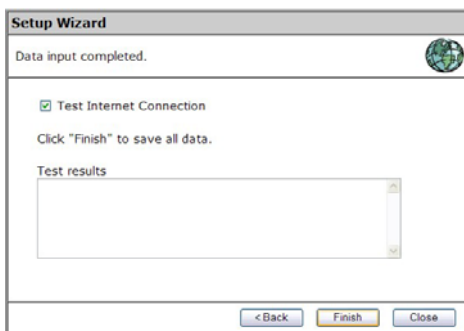 Setup Wizard
Data input completed.
Test Internet Connection
Click "Finish" to save all data.
Test results
< Back Finish Close